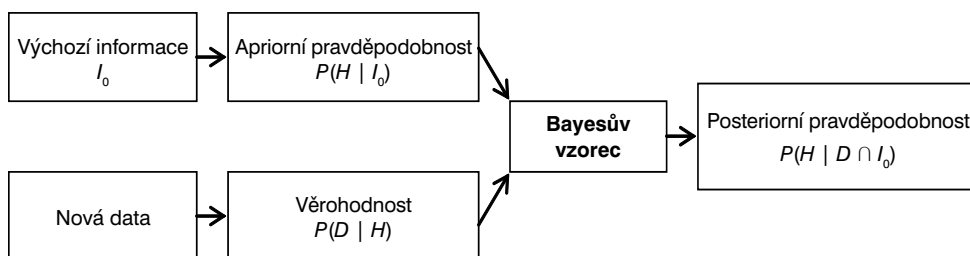 Výchozí informace
I₀
Apriorní pravděpodobnost
P(H | I₀)
Bayesův
vzorec
Posteriorní pravděpodobnost
P(H | D ∩ I₀)
Nová data
Věrohodnost
P(D | H)